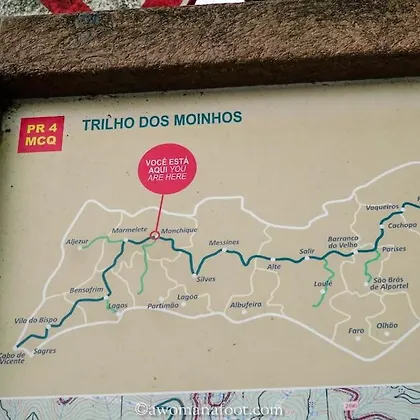 PR 4
MCQ
TRILHO DOS MOINHOS
VOCÊ ESTÁ
AQUI YOU
ARE HERE
Vaqueiros
Cachopo
Marmelete
Monchique
Barranco
do Velho
Parises
Aljezur
Messines
Salir
Alte
Silves
Bensafrim
Loulé
São Brás
de Alportel
Lagoa
Lagos
Portimão
Albufeira
Vila do Bispo
Faro
Olhão
Sagres
Cabo de
Vicente
©awomanafoot.com